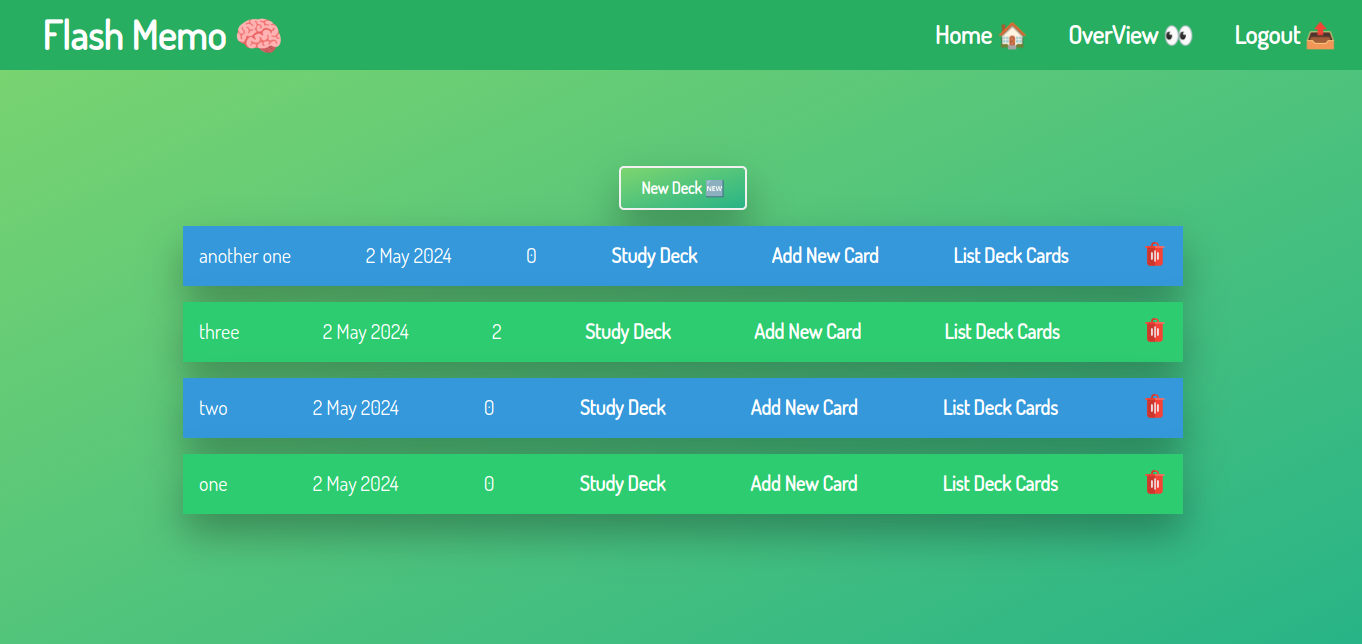 Flash Memo 🧠 Home 🏠 OverView 👀 Logout 📤
New Deck 🆕
another one 2 May 2024 0 Study Deck Add New Card List Deck Cards
three 2 May 2024 2 Study Deck Add New Card List Deck Cards
two 2 May 2024 0 Study Deck Add New Card List Deck Cards
one 2 May 2024 0 Study Deck Add New Card List Deck Cards